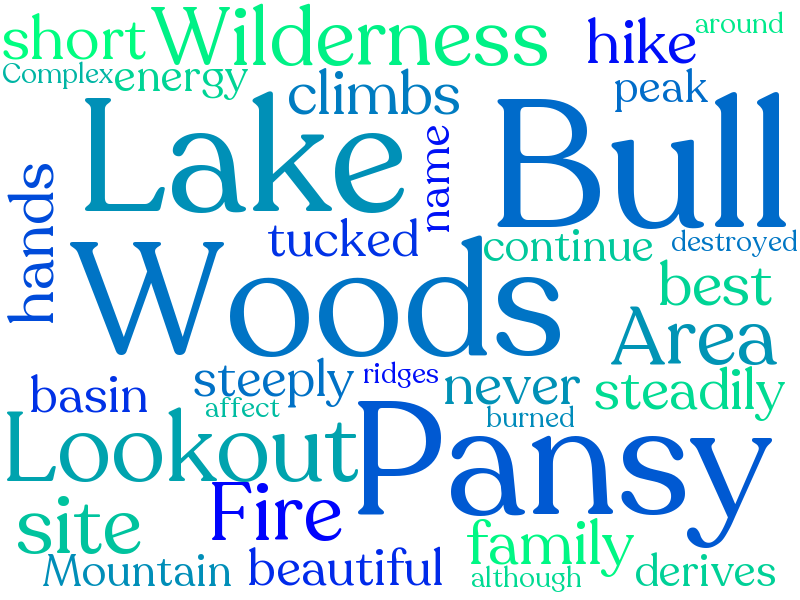 short Wilderness hike around
Complex energy climbs peak
Lake Bull
hands name
tucked continue destroyed
Woods best
Area
basin steeply ridges never steadily
affect burned
Lookout Pansy
site Fire family
Mountain beautiful although derives